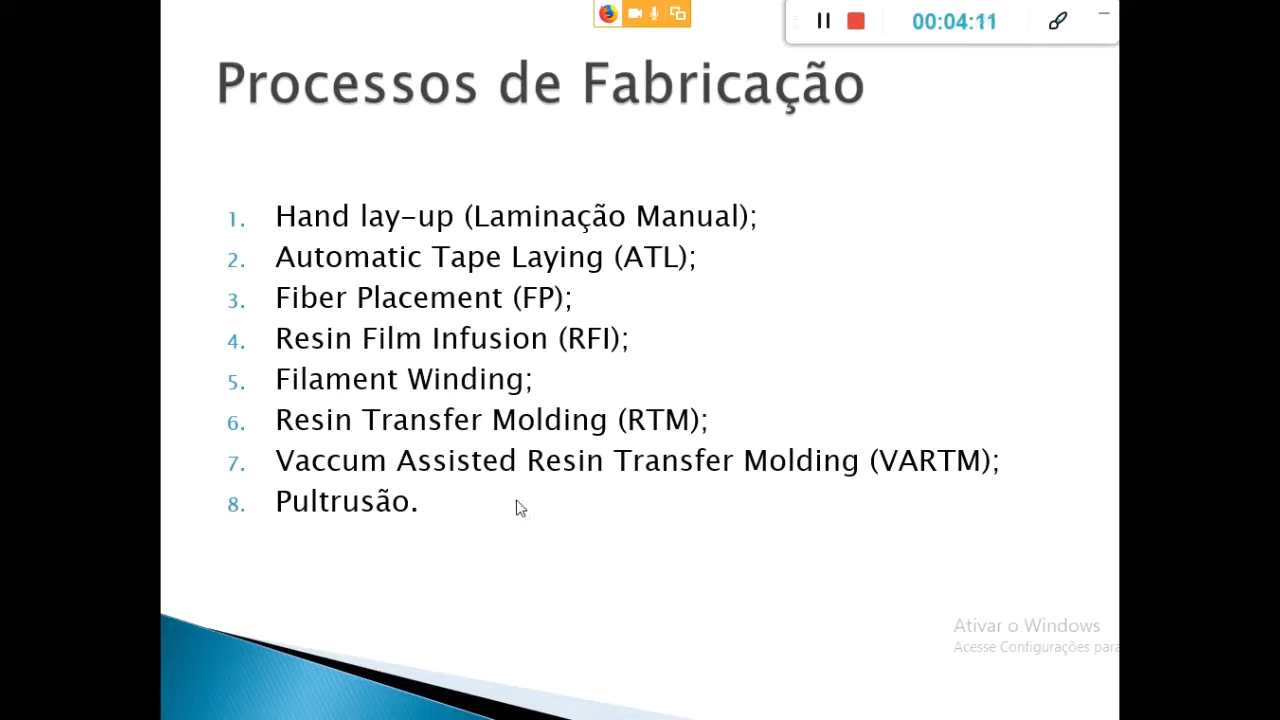 00:04:11
Processos de Fabricação
1. Hand lay-up (Laminação Manual);
2. Automatic Tape Laying (ATL);
3. Fiber Placement (FP);
4. Resin Film Infusion (RFI);
5. Filament Winding;
6. Resin Transfer Molding (RTM);
7. Vaccum Assisted Resin Transfer Molding (VARTM);
8. Pultrusão.
Ativar o Windows
Acesse Configurações para